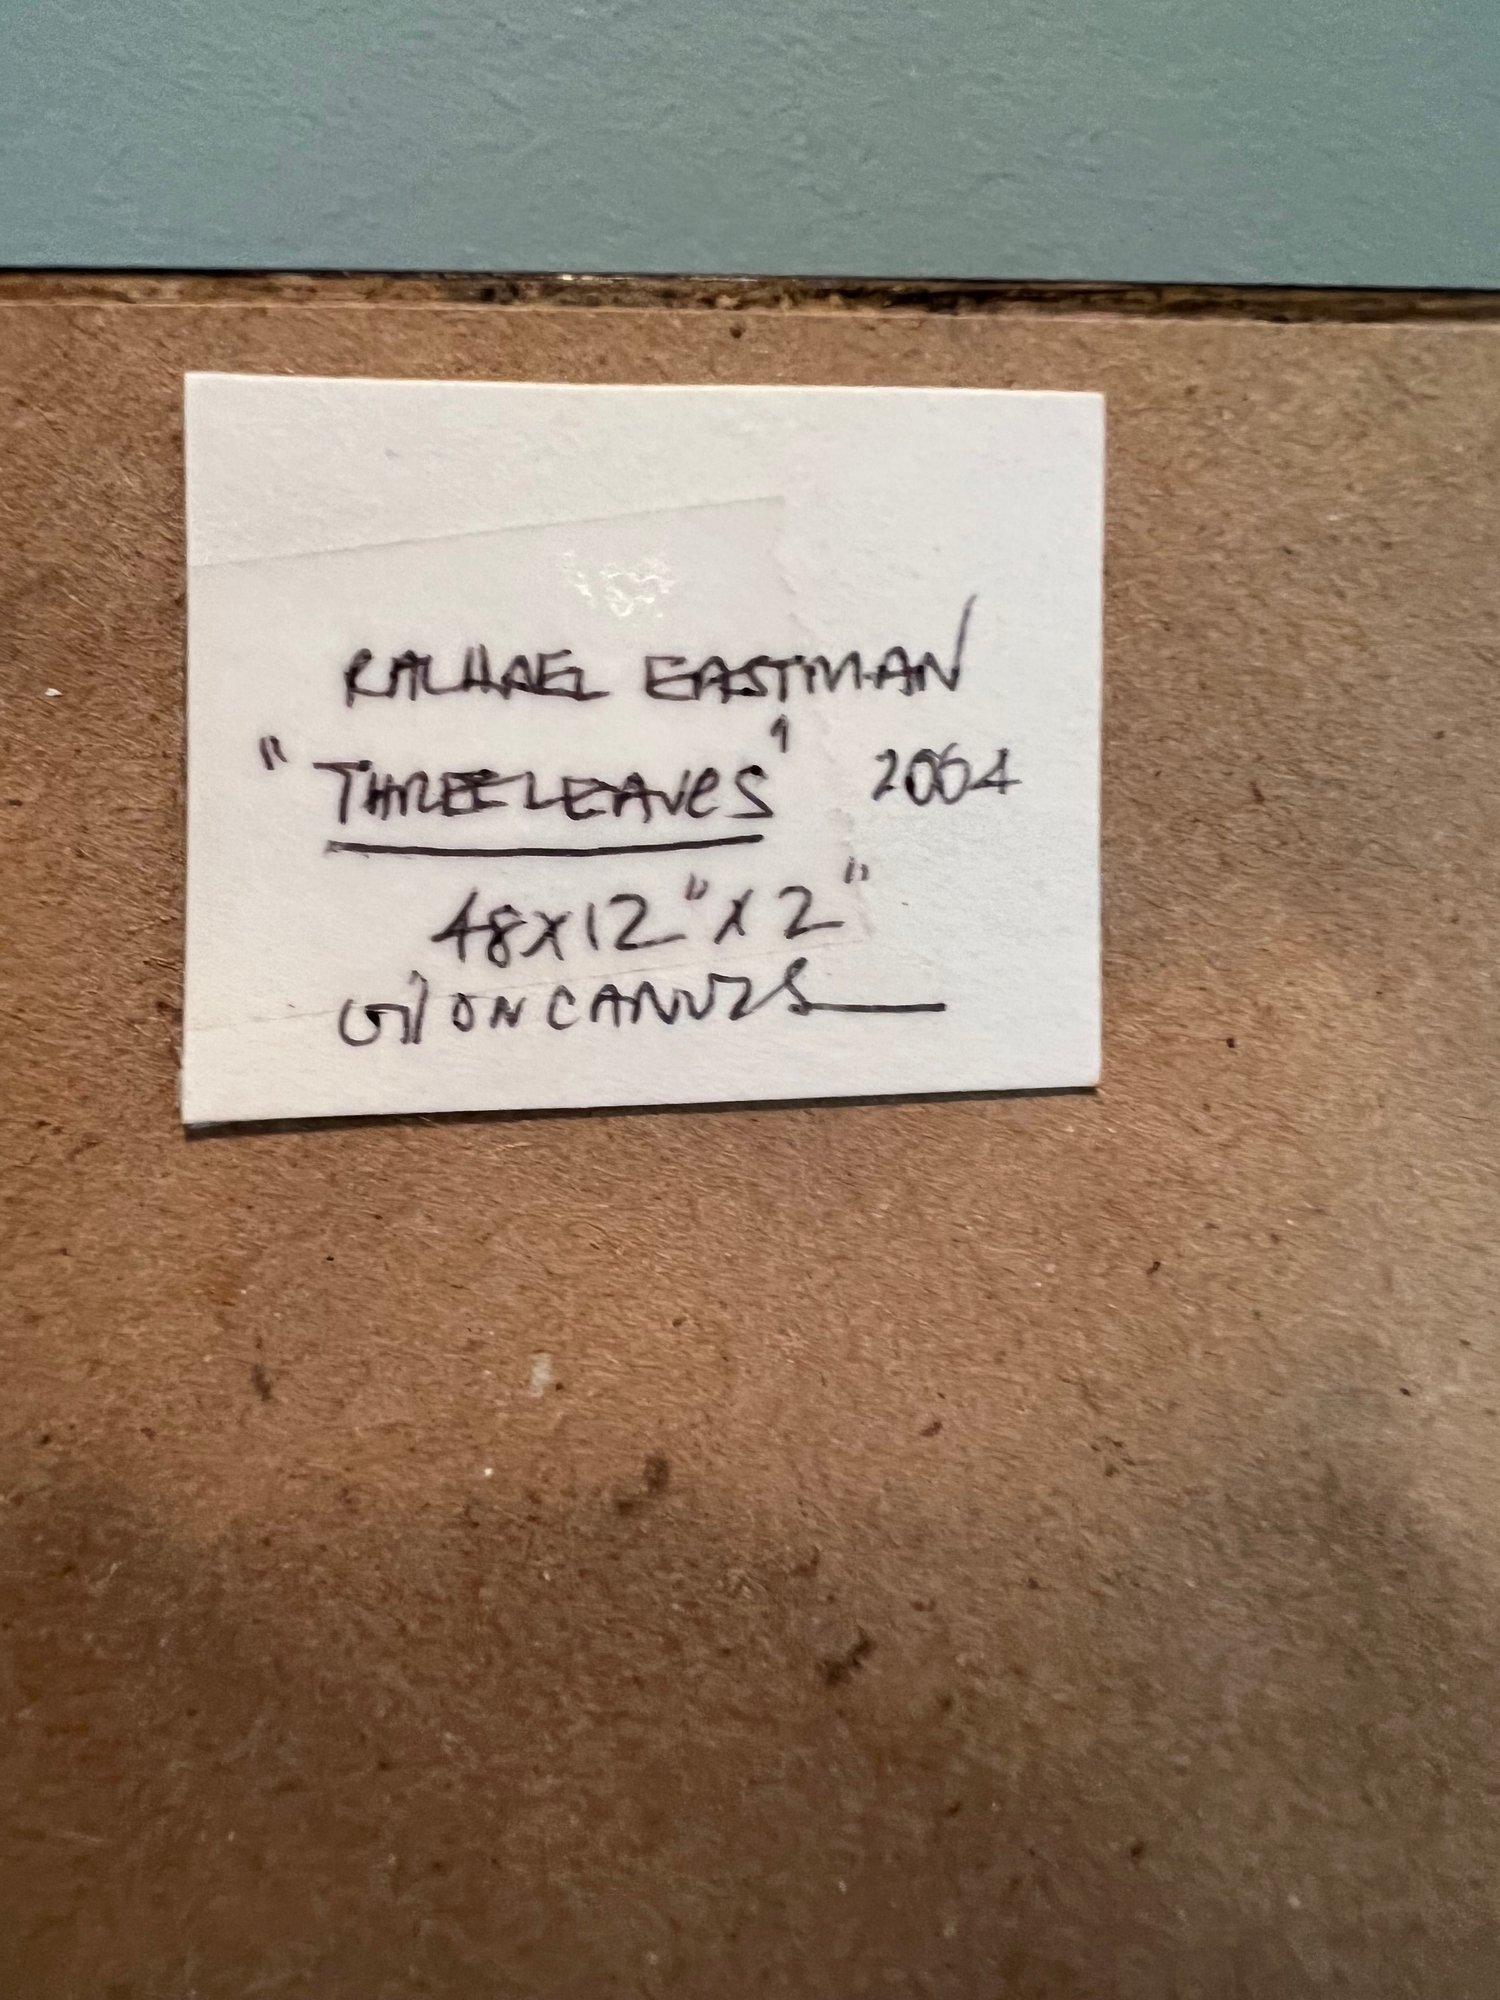 RACHAEL EASTMAN
"THREE LEAVES" 2004
48x12"x2"
oil ON CANVAS